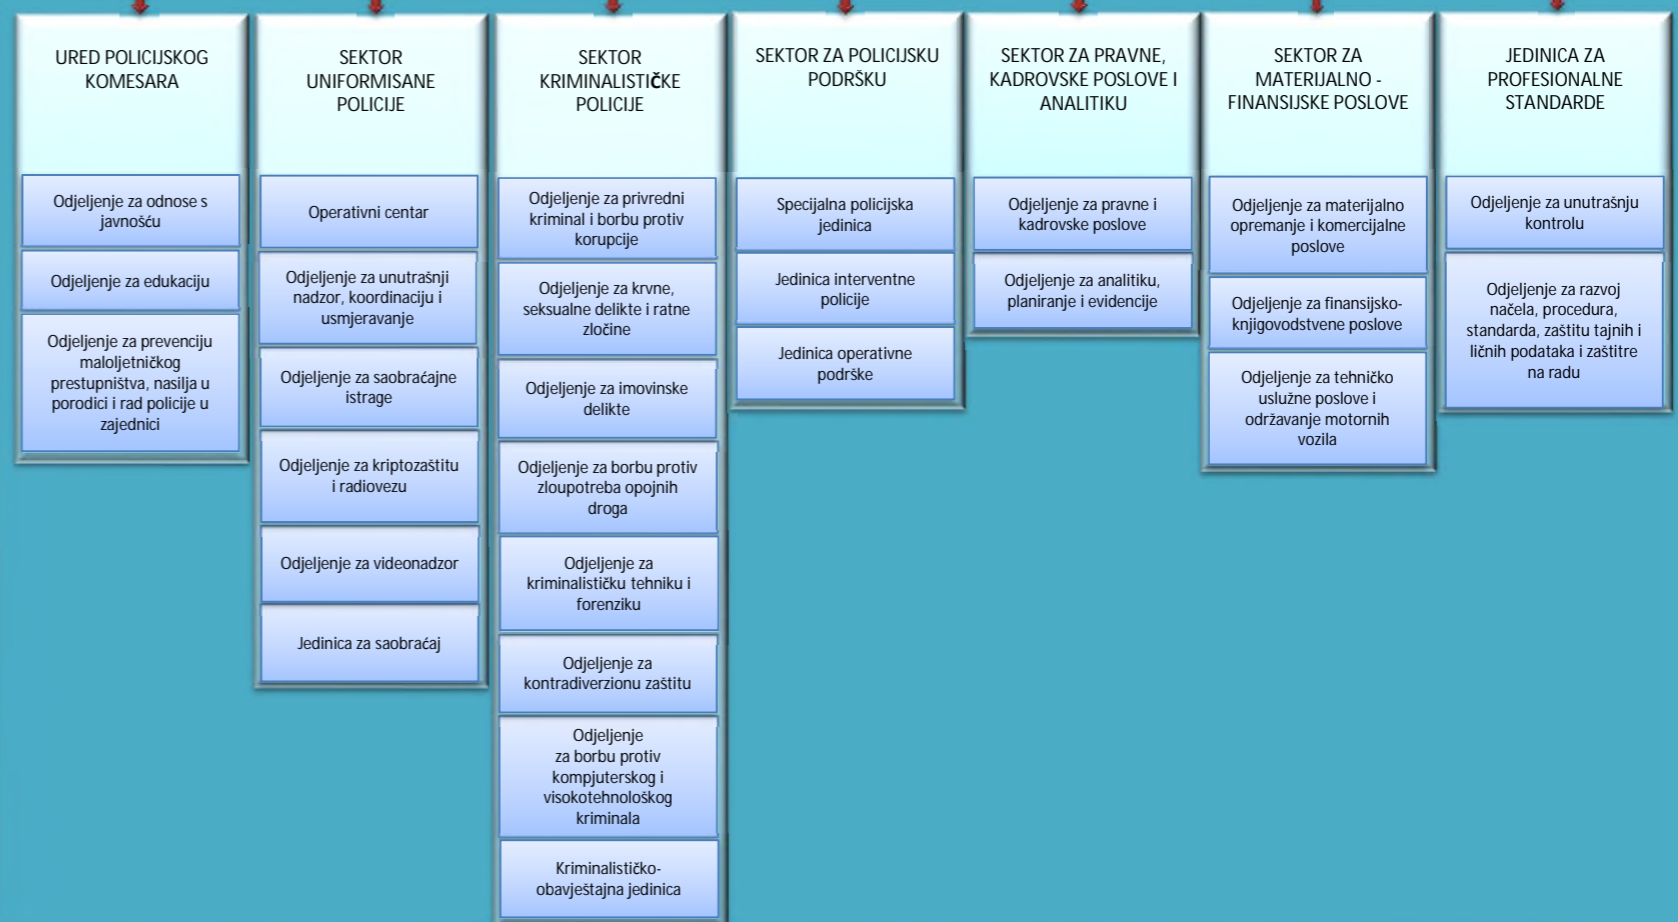 URED POLICIJSKOG
KOMESARA
Odjeljenje za odnose s
javnošću
Odjeljenje za edukaciju
Odjeljenje za prevenciju
maloljetničkog
prestupništva, nasilja u
porodici i rad policije u
zajednici
SEKTOR
UNIFORMISANE
POLICIJE
Operativni centar
Odjeljenje za unutrašnji
nadzor, koordinaciju i
usmjeravanje
Odjeljenje za saobraćajne
istrage
Odjeljenje za kriptozaštitu
i radiovezu
Odjeljenje za videonadzor
Jedinica za saobraćaj
SEKTOR
KRIMINALISTIČKE
POLICIJE
Odjeljenje za privredni
kriminal i borbu protiv
korupcije
Odjeljenje za krvne,
seksualne delikte i ratne
zločine
Odjeljenje za imovinske
delikte
Odjeljenje za borbu protiv
zloupotreba opojnih
droga
Odjeljenje za
kriminalističku tehniku i
forenziku
Odjeljenje za
kontradiverzionu zaštitu
Odjeljenje
za borbu protiv
kompjuterskog i
visokotehnološkog
kriminala
Kriminalističko-
obavještajna jedinica
SEKTOR ZA POLICIJSKU
PODRŠKU
Specijalna policijska
jedinica
Jedinica interventne
policije
Jedinica operativne
podrške
SEKTOR ZA PRAVNE,
KADROVSKE POSLOVE I
ANALITIKU
Odjeljenje za pravne i
kadrovske poslove
Odjeljenje za analitiku,
planiranje i evidencije
SEKTOR ZA
MATERIJALNO -
FINANSIJSKE POSLOVE
Odjeljenje za materijalno
opremanje i komercijalne
poslove
Odjeljenje za finansijsko-
knjigovodstvene poslove
Odjeljenje za tehničko
uslužne poslove i
održavanje motornih
vozila
JEDINICA ZA
PROFESIONALNE
STANDARDE
Odjeljenje za unutrašnju
kontrolu
Odjeljenje za razvoj
načela, procedura,
standarda, zaštitu tajnih i
ličnih podataka i zaštitre
na radu